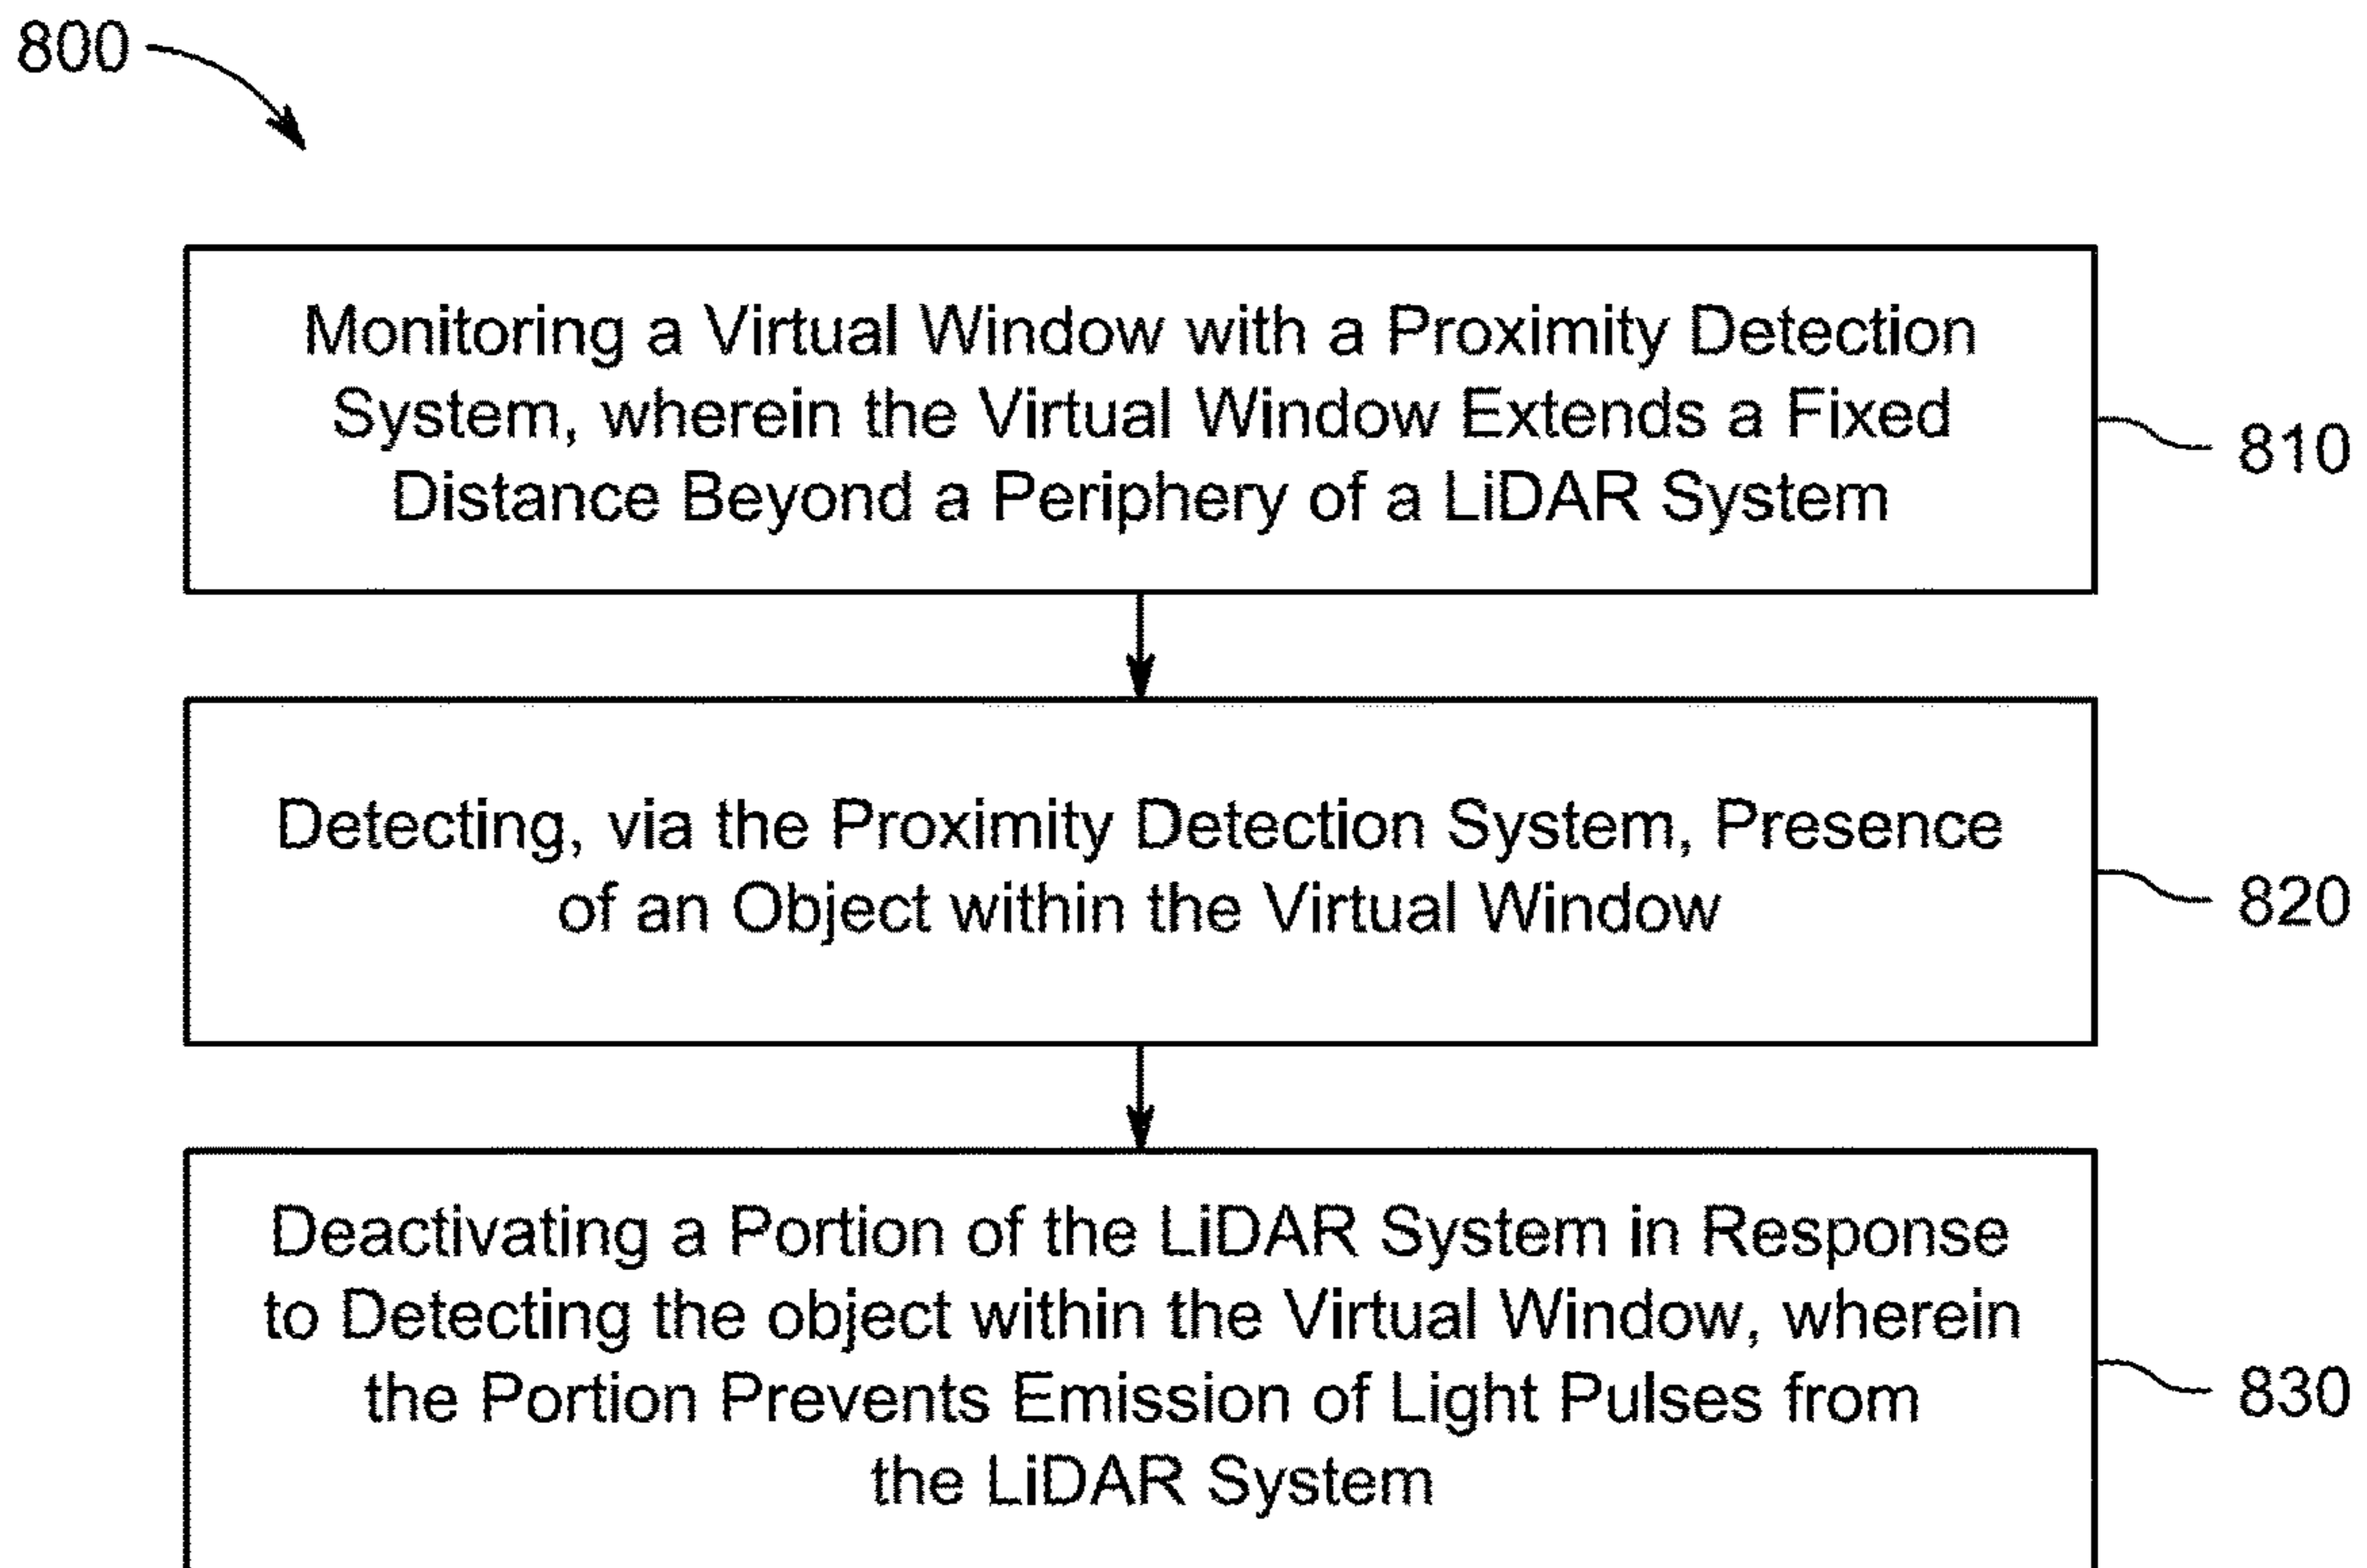 800
Monitoring a Virtual Window with a Proximity Detection
System, wherein the Virtual Window Extends a Fixed
Distance Beyond a Periphery of a LiDAR System
810
Detecting, via the Proximity Detection System, Presence
of an Object within the Virtual Window
820
Deactivating a Portion of the LiDAR System in Response
to Detecting the object within the Virtual Window, wherein
the Portion Prevents Emission of Light Pulses from
the LiDAR System
830